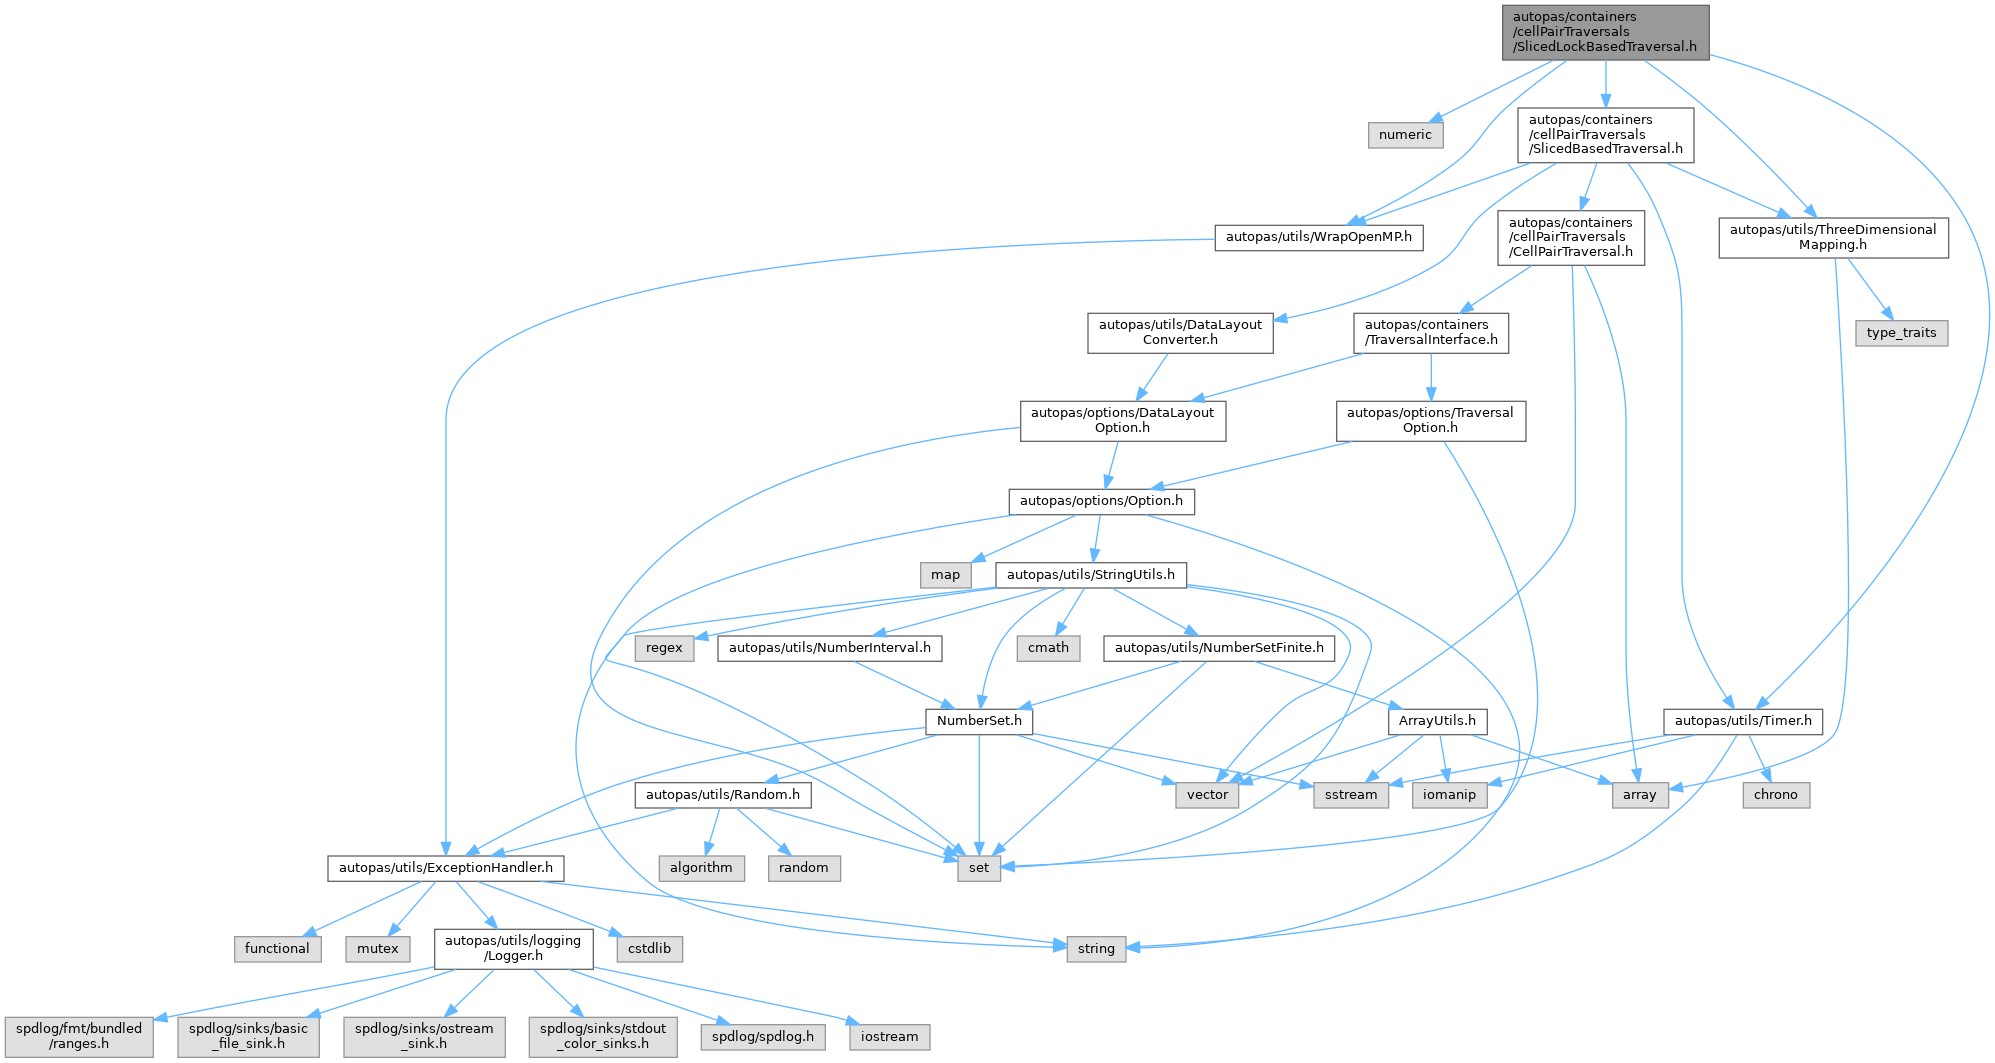 autopas/containers
/cellPairTraversals
/SlicedLockBasedTraversal.h
numeric
autopas/containers
/cellPairTraversals
/SlicedBasedTraversal.h
autopas/utils/WrapOpenMP.h
autopas/containers
/cellPairTraversals
/CellPairTraversal.h
autopas/utils/ThreeDimensional
Mapping.h
autopas/utils/DataLayout
Converter.h
autopas/containers
/TraversalInterface.h
type_traits
autopas/options/DataLayout
Option.h
autopas/options/Traversal
Option.h
autopas/options/Option.h
map
autopas/utils/StringUtils.h
regex
autopas/utils/NumberInterval.h
cmath
autopas/utils/NumberSetFinite.h
NumberSet.h
ArrayUtils.h
autopas/utils/Timer.h
autopas/utils/Random.h
vector
sstream
iomanip
array
chrono
autopas/utils/ExceptionHandler.h
algorithm
random
set
functional
mutex
autopas/utils/logging
/Logger.h
cstdlib
string
spdlog/fmt/bundled
/ranges.h
spdlog/sinks/basic
_file_sink.h
spdlog/sinks/ostream
_sink.h
spdlog/sinks/stdout
_color_sinks.h
spdlog/spdlog.h
iostream